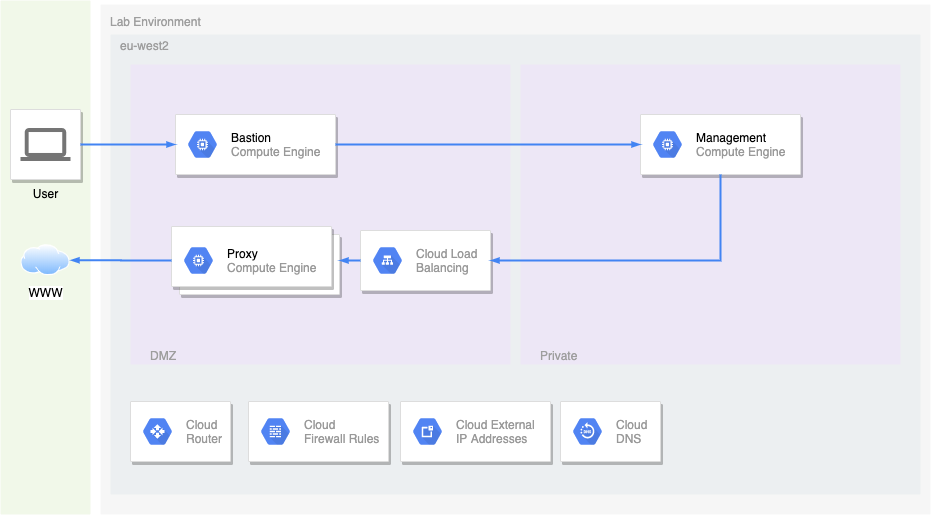 Lab Environment
eu-west2
Bastion
Compute Engine
Management
Compute Engine
User
Proxy
Compute Engine
Cloud Load
Balancing
WWW
DMZ
Private
Cloud
Router
Cloud
Firewall Rules
Cloud External
IP Addresses
Cloud
DNS